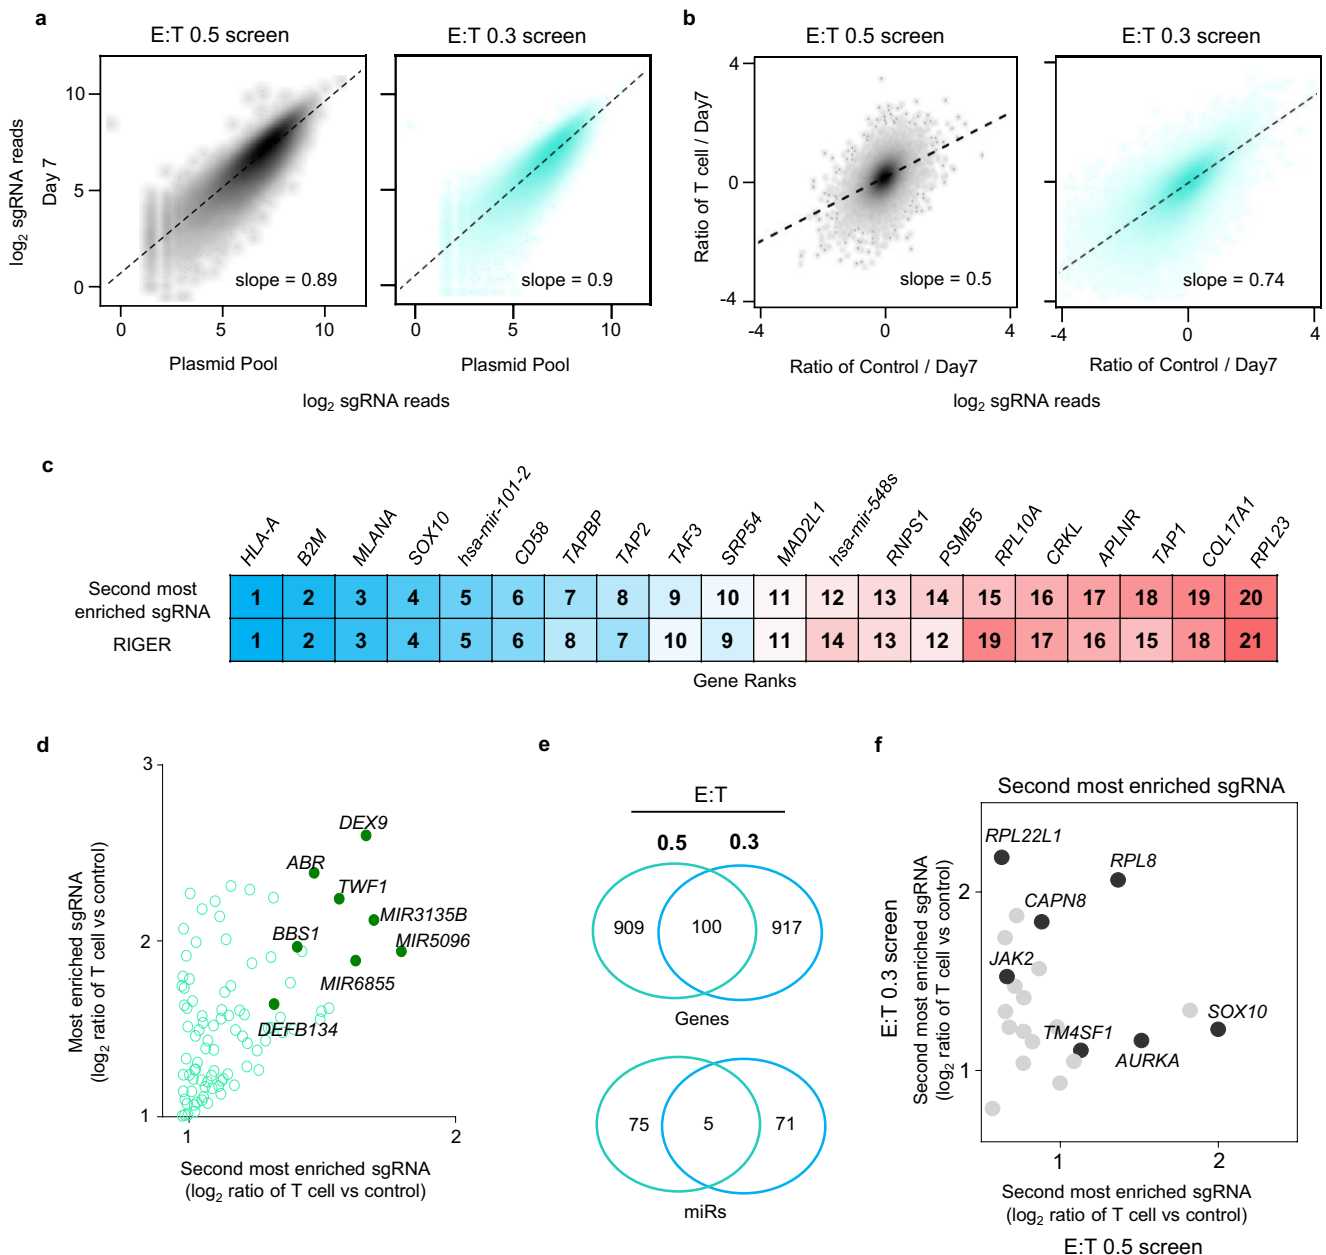 a
E:T 0.5 screen
E:T 0.3 screen
log2 sgRNA reads
Day 7
10
5
0
slope = 0.89
slope = 0.9
0
5
10
0
5
10
Plasmid Pool
Plasmid Pool
log2 sgRNA reads
b
E:T 0.5 screen
E:T 0.3 screen
Ratio of T cell / Day7
4
0
-4
slope = 0.5
slope = 0.74
-4
0
4
-4
0
4
Ratio of Control / Day7
Ratio of Control / Day7
log2 sgRNA reads
c
HLA-A
B2M
MLANA
SOX10
hsa-mir-101-2
CD58
TAPBP
TAP2
TAF3
SRP54
MAD2L1
hsa-mir-548s
RNPS1
PSMB5
RPL10A
CRKL
APLNR
TAP1
COL17A1
RPL23
Second most
enriched sgRNA
1 2 3 4 5 6 7 8 9 10 11 12 13 14 15 16 17 18 19 20
RIGER
1 2 3 4 5 6 8 7 10 9 11 14 13 12 19 17 16 15 18 21
Gene Ranks
d
Most enriched sgRNA
(log2 ratio of T cell vs control)
3
2
1
DEX9
ABR
TWF1
MIR3135B
BBS1
MIR5096
MIR6855
DEFB134
1
2
Second most enriched sgRNA
(log2 ratio of T cell vs control)
e
E:T
0.5
0.3
909
100
917
Genes
75
5
71
miRs
f
Second most enriched sgRNA
E:T 0.3 screen
Second most enriched sgRNA
(log2 ratio of T cell vs control)
2
1
RPL22L1
RPL8
CAPN8
JAK2
TM4SF1
AURKA
SOX10
1
2
Second most enriched sgRNA
(log2 ratio of T cell vs control)
E:T 0.5 screen